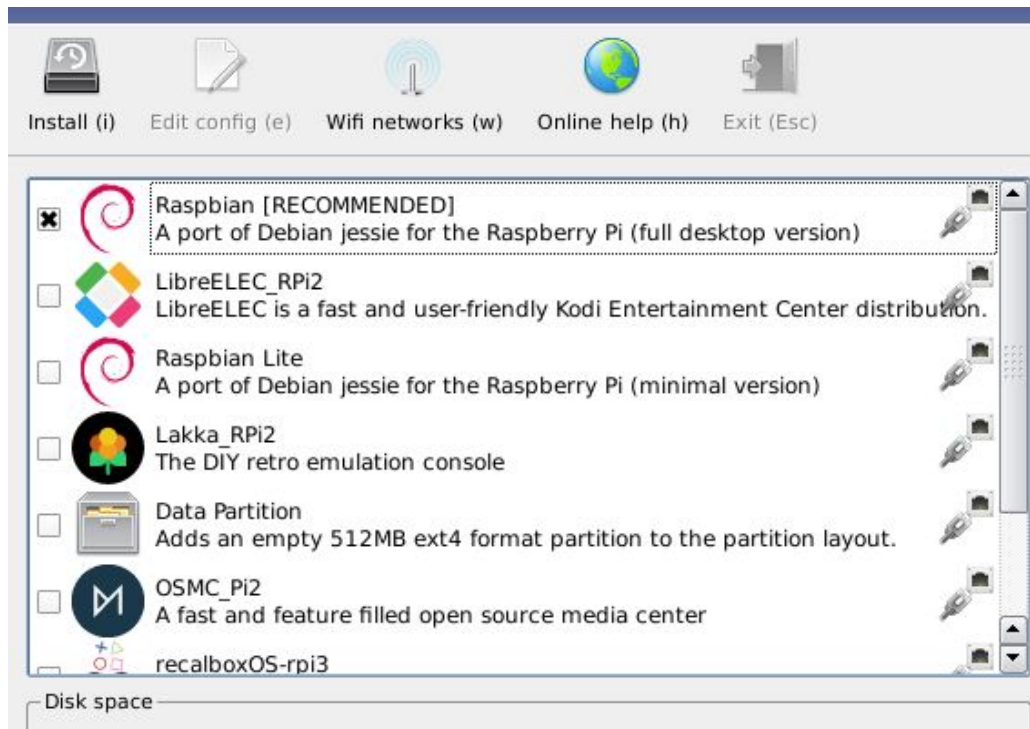 Install (i)
Edit config (e)
Wifi networks (w)
Online help (h)
Exit (Esc)
Raspbian [RECOMMENDED]
A port of Debian jessie for the Raspberry Pi (full desktop version)
LibreELEC_RPi2
LibreELEC is a fast and user-friendly Kodi Entertainment Center distribution.
Raspbian Lite
A port of Debian jessie for the Raspberry Pi (minimal version)
Lakka_RPi2
The DIY retro emulation console
Data Partition
Adds an empty 512MB ext4 format partition to the partition layout.
OSMC_Pi2
A fast and feature filled open source media center
recalboxOS-rpi3
Disk space